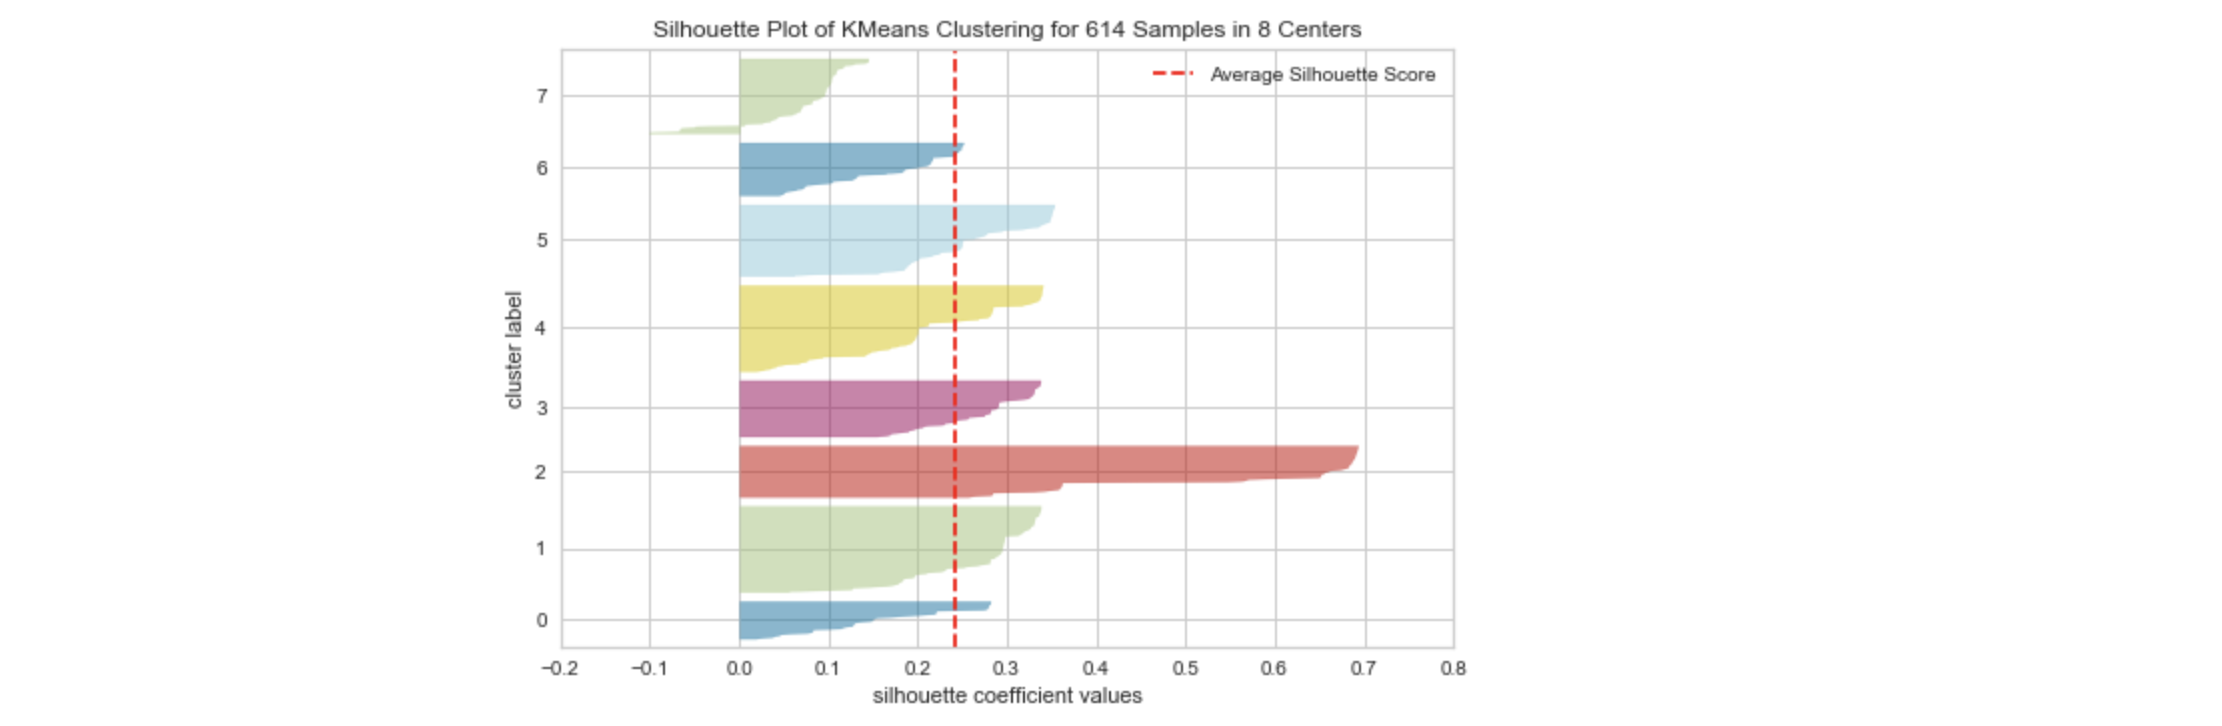 Silhouette Plot of KMeans Clustering for 614 Samples in 8 Centers
Average Silhouette Score
7
6
5
4
3
2
1
0
cluster label
−0.2 −0.1 0.0 0.1 0.2 0.3 0.4 0.5 0.6 0.7 0.8
silhouette coefficient values